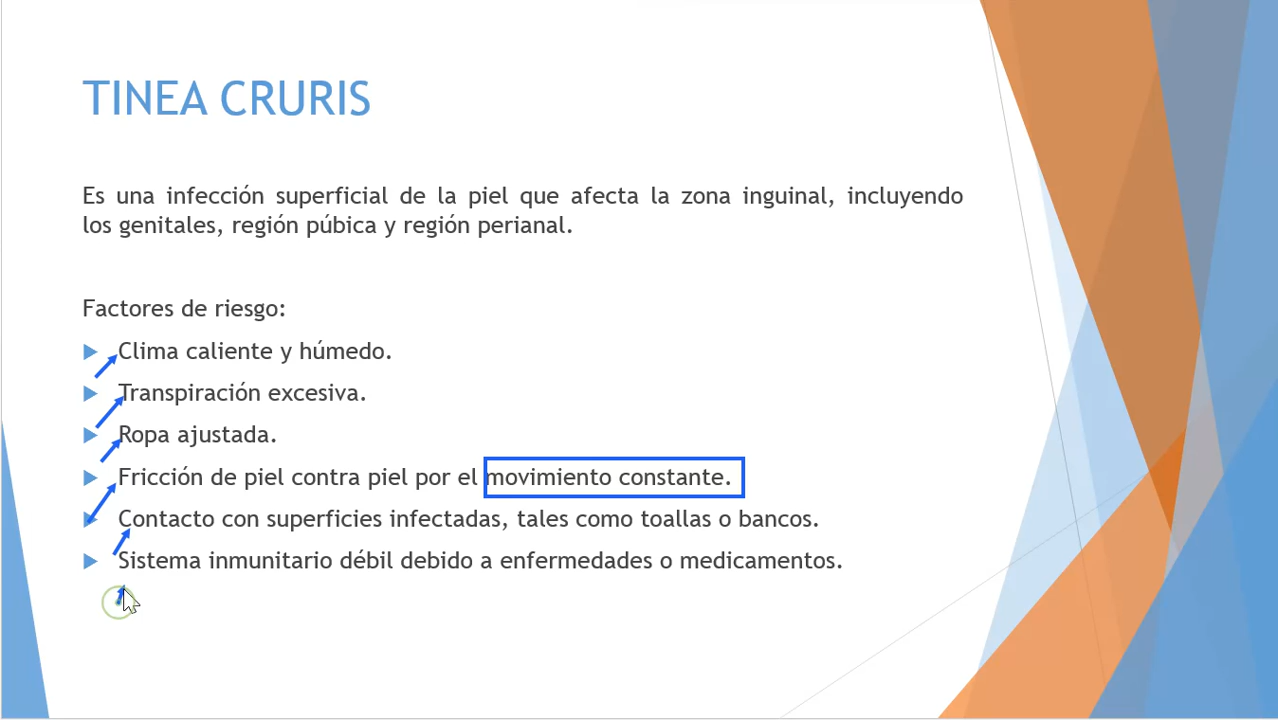 TINEA CRURIS
Es una infección superficial de la piel que afecta la zona inguinal, incluyendo
los genitales, región púbica y región perianal.
Factores de riesgo:
Clima caliente y húmedo.
Transpiración excesiva.
Ropa ajustada.
Fricción de piel contra piel por el movimiento constante.
Contacto con superficies infectadas, tales como toallas o bancos.
Sistema inmunitario débil debido a enfermedades o medicamentos.